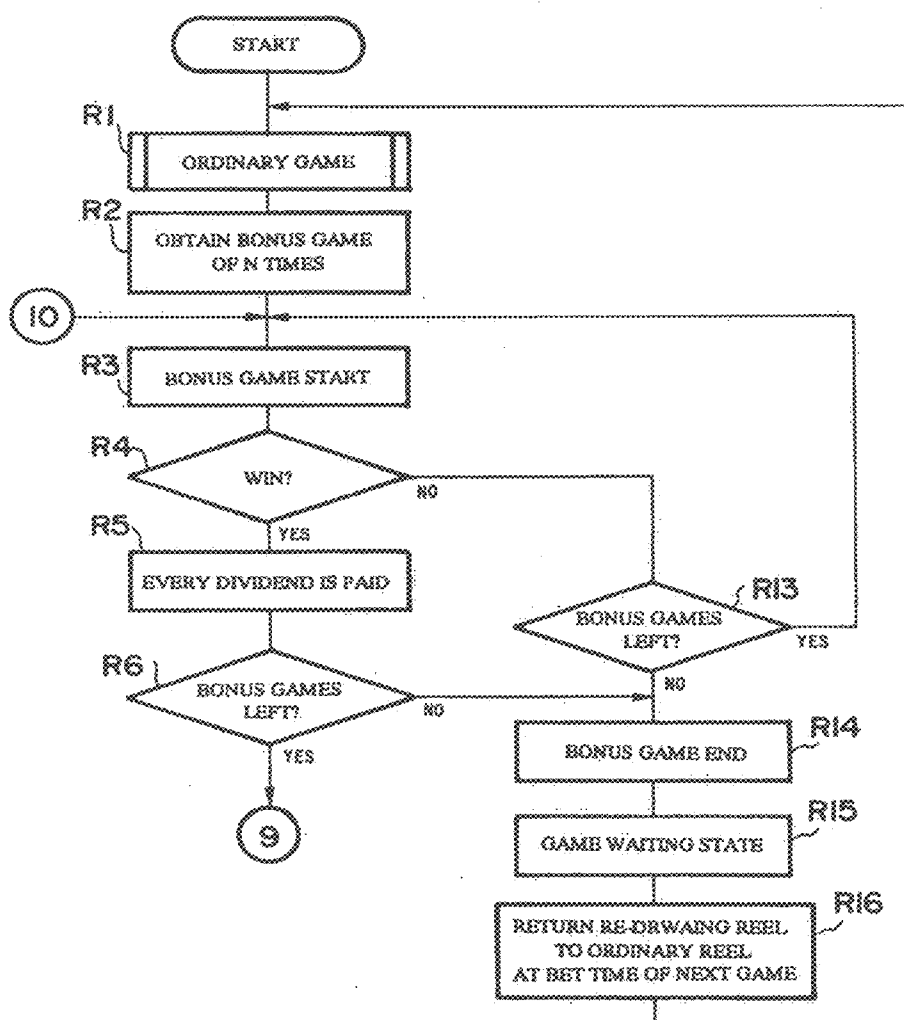 START
R1
ORDINARY GAME
R2
OBTAIN BONUS GAME
OF N TIMES
10
R3
BONUS GAME START
R4
WIN?
NO
YES
R5
EVERY DIVIDEND IS PAID
R13
BONUS GAMES
LEFT?
YES
NO
R6
BONUS GAMES
LEFT?
NO
YES
9
R14
BONUS GAME END
R15
GAME WAITING STATE
R16
RETURN RE-DRWAING REEL
TO ORDINARY REEL
AT BET TIME OF NEXT GAME